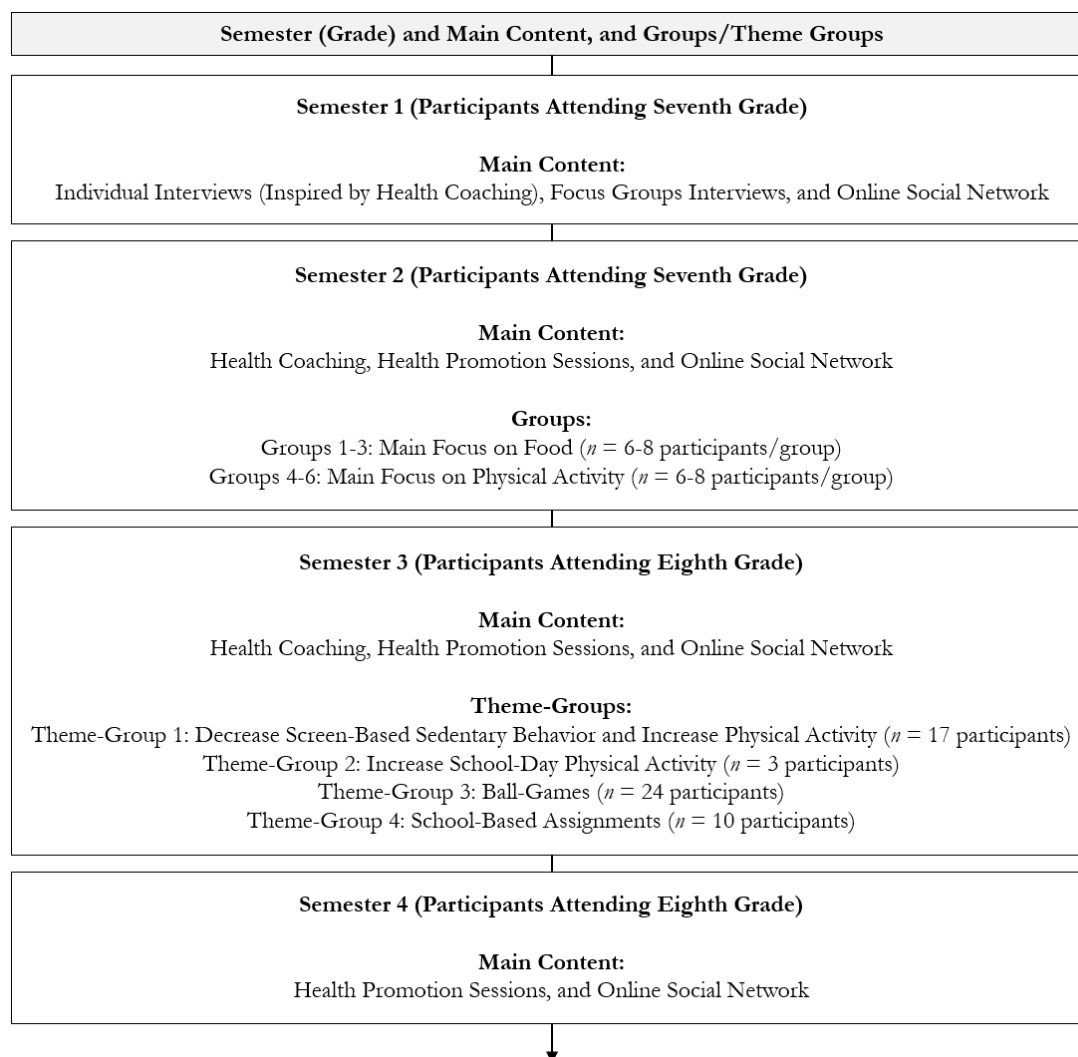 Semester (Grade) and Main Content, and Groups/Theme Groups
Semester 1 (Participants Attending Seventh Grade)
Main Content:
Individual Interviews (Inspired by Health Coaching), Focus Groups Interviews, and Online Social Network
Semester 2 (Participants Attending Seventh Grade)
Main Content:
Health Coaching, Health Promotion Sessions, and Online Social Network
Groups:
Groups 1-3: Main Focus on Food (n = 6-8 participants/group)
Groups 4-6: Main Focus on Physical Activity (n = 6-8 participants/group)
Semester 3 (Participants Attending Eighth Grade)
Main Content:
Health Coaching, Health Promotion Sessions, and Online Social Network
Theme-Groups:
Theme-Group 1: Decrease Screen-Based Sedentary Behavior and Increase Physical Activity (n = 17 participants)
Theme-Group 2: Increase School-Day Physical Activity (n = 3 participants)
Theme-Group 3: Ball-Games (n = 24 participants)
Theme-Group 4: School-Based Assignments (n = 10 participants)
Semester 4 (Participants Attending Eighth Grade)
Main Content:
Health Promotion Sessions, and Online Social Network